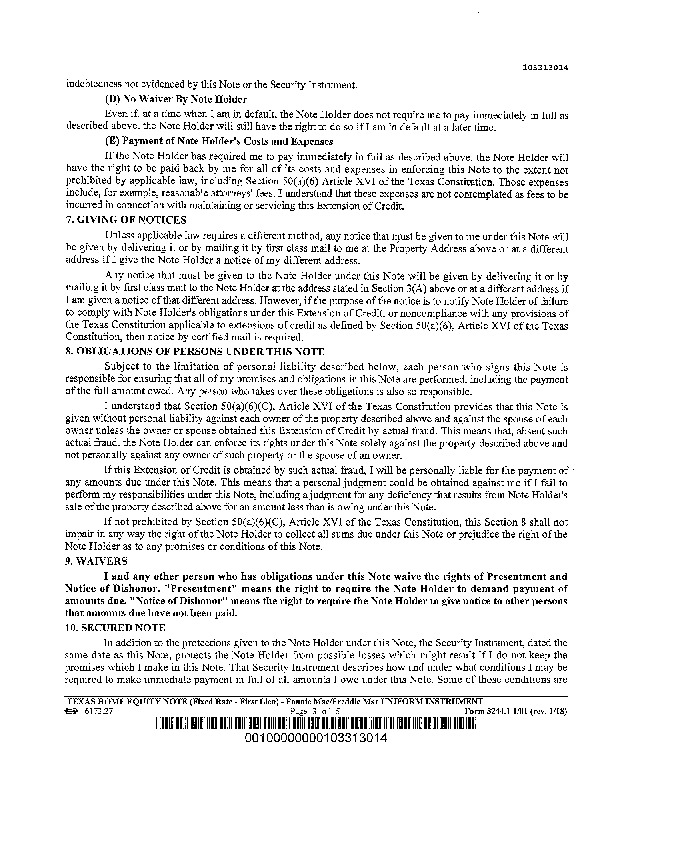 103313014
indebtedness not evidenced by this Note or the Security Instrument.
(D) No Waiver By Note Holder
Even if, at a time when I am in default, the Note Holder does not require me to pay immediately in full as
described above, the Note Holder will still have the right to do so if I am in default at a later time.
(E) Payment of Note Holder's Costs and Expenses
If the Note Holder has required me to pay immediately in full as described above, the Note Holder will
have the right to be paid back by me for all of its costs and expenses in enforcing this Note to the extent not
prohibited by applicable law, including Section 50(a)(6) Article XVI of the Texas Constitution. Those expenses
include, for example, reasonable attorneys' fees. I understand that these expenses are not contemplated as fees to be
incurred in connection with maintaining or servicing this Extension of Credit.
7. GIVING OF NOTICES
Unless applicable law requires a different method, any notice that must be given to me under this Note will
be given by delivering it or by mailing it by first class mail to me at the Property Address above or at a different
address if I give the Note Holder a notice of my different address.
Any notice that must be given to the Note Holder under this Note will be given by delivering it or by
mailing it by first class mail to the Note Holder at the address stated in Section 3(A) above or at a different address if
I am given a notice of that different address. However, if the purpose of the notice is to notify Note Holder of failure
to comply with Note Holder's obligations under this Extension of Credit, or noncompliance with any provisions of
the Texas Constitution applicable to extensions of credit as defined by Section 50(a)(6), Article XVI of the Texas
Constitution, then notice by certified mail is required.
8. OBLIGATIONS OF PERSONS UNDER THIS NOTE
Subject to the limitation of personal liability described below, each person who signs this Note is
responsible for ensuring that all of my promises and obligations in this Note are performed, including the payment
of the full amount owed. Any person who takes over these obligations is also so responsible.
I understand that Section 50(a)(6)(C), Article XVI of the Texas Constitution provides that this Note is
given without personal liability against each owner of the property described above and against the spouse of each
owner unless the owner or spouse obtained this Extension of Credit by actual fraud. This means that, absent such
actual fraud, the Note Holder can enforce its rights under this Note solely against the property described above and
not personally against any owner of such property or the spouse of an owner.
If this Extension of Credit is obtained by such actual fraud, I will be personally liable for the payment of
any amounts due under this Note. This means that a personal judgment could be obtained against me if I fail to
perform my responsibilities under this Note, including a judgment for any deficiency that results from Note Holder's
sale of the property described above for an amount less than is owing under this Note.
If not prohibited by Section 50(a)(6)(C), Article XVI of the Texas Constitution, this Section 8 shall not
impair in any way the right of the Note Holder to collect all sums due under this Note or prejudice the right of the
Note Holder as to any promises or conditions of this Note.
9. WAIVERS
I and any other person who has obligations under this Note waive the rights of Presentment and
Notice of Dishonor. "Presentment" means the right to require the Note Holder to demand payment of
amounts due. "Notice of Dishonor" means the right to require the Note Holder to give notice to other persons
that amounts due have not been paid.
10. SECURED NOTE
In addition to the protections given to the Note Holder under this Note, the Security Instrument, dated the
same date as this Note, protects the Note Holder from possible losses which might result if I do not keep the
promises which I make in this Note. That Security Instrument describes how and under what conditions I may be
required to make immediate payment in full of all amounts I owe under this Note. Some of these conditions are
TEXAS HOME EQUITY NOTE (Fixed Rate - First Lien) - Fannie Mae/Freddie Mac UNIFORM INSTRUMENT
6172.27 Page 3 of 5 Form 3244.1 1/01 (rev. 1/18)
00100000000103313014